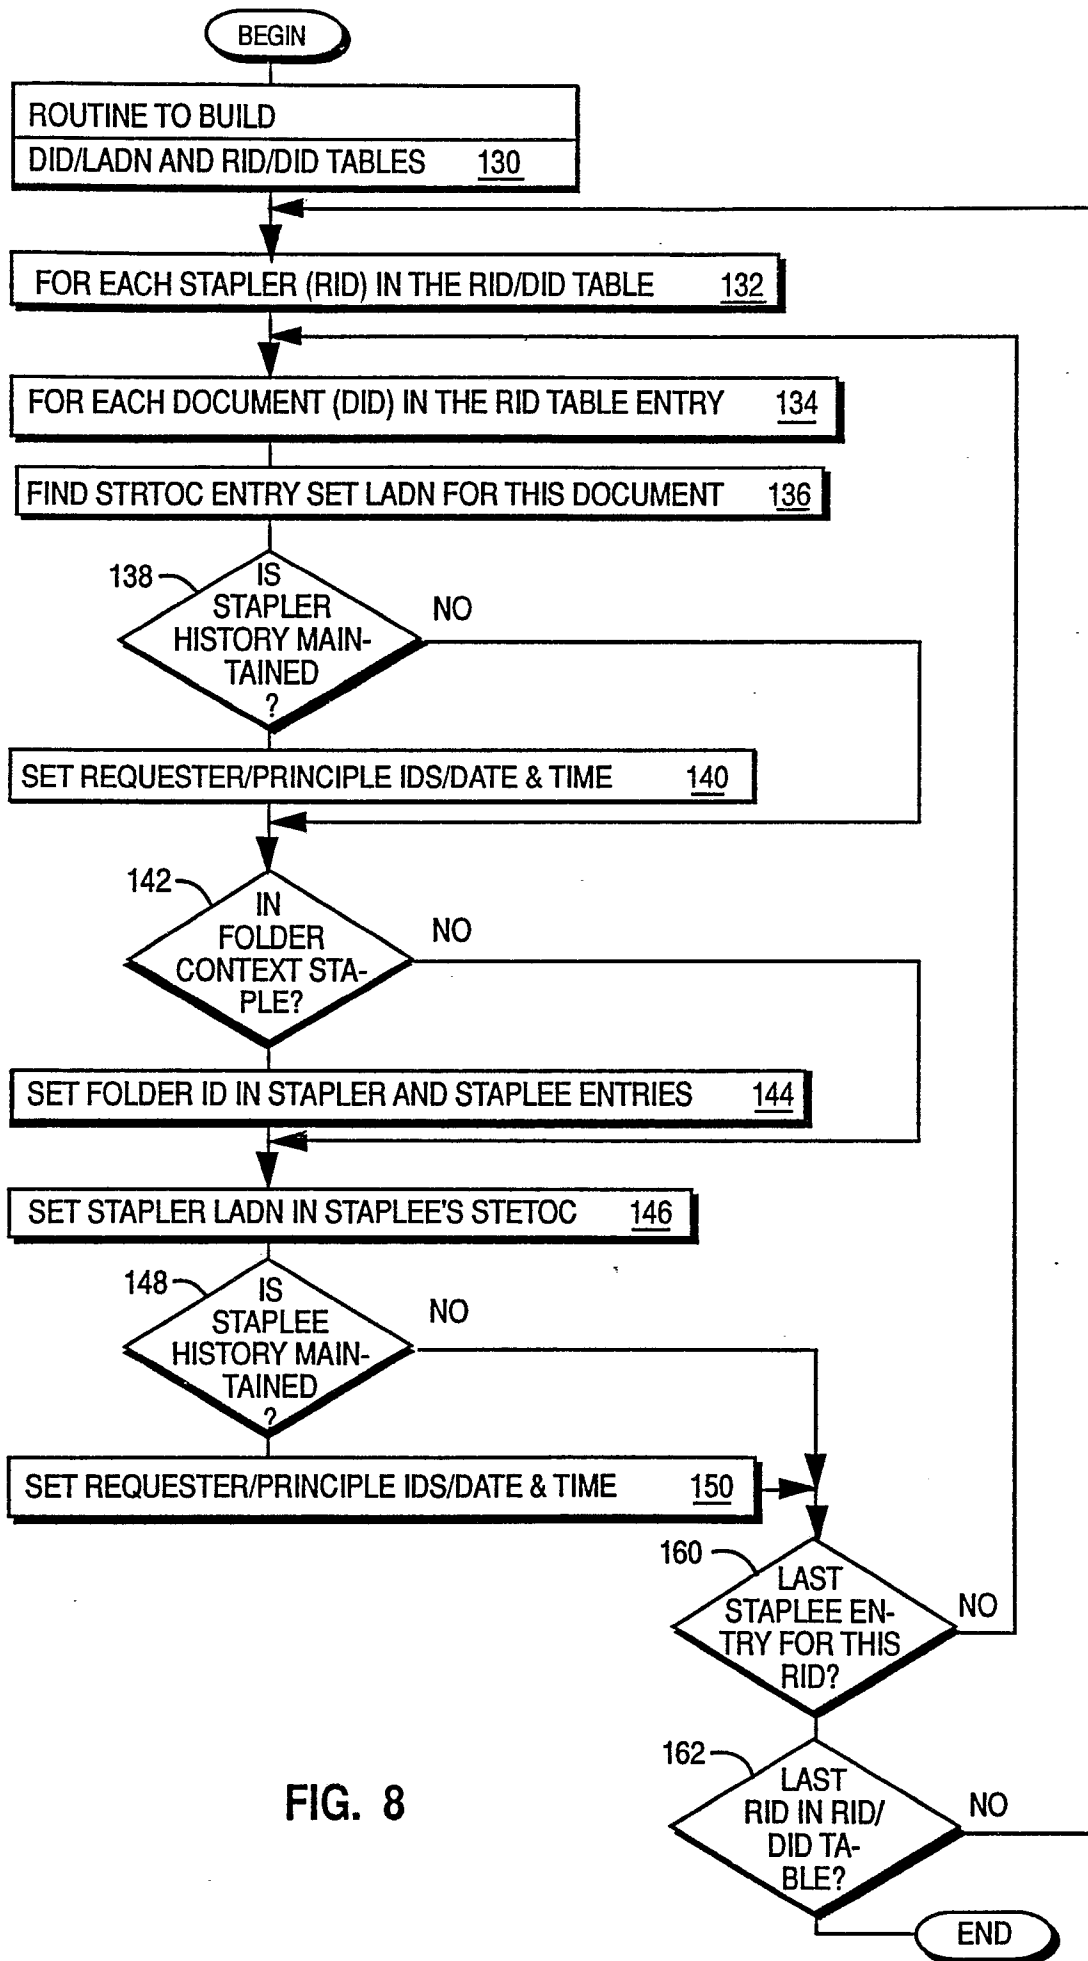 BEGIN
ROUTINE TO BUILD
DID/LADN AND RID/DID TABLES 130
FOR EACH STAPLER (RID) IN THE RID/DID TABLE 132
FOR EACH DOCUMENT (DID) IN THE RID TABLE ENTRY 134
FIND STRTOC ENTRY SET LADN FOR THIS DOCUMENT 136
138
IS
STAPLER
HISTORY MAIN-
TAINED
?
NO
SET REQUESTER/PRINCIPLE IDS/DATE & TIME 140
142
IN
FOLDER
CONTEXT STA-
PLE?
NO
SET FOLDER ID IN STAPLER AND STAPLEE ENTRIES 144
SET STAPLER LADN IN STAPLEE'S STETOC 146
148
IS
STAPLEE
HISTORY MAIN-
TAINED
?
NO
SET REQUESTER/PRINCIPLE IDS/DATE & TIME 150
160
LAST
STAPLEE EN-
TRY FOR THIS
RID?
NO
162
LAST
RID IN RID/
DID TA-
BLE?
NO
END
FIG. 8